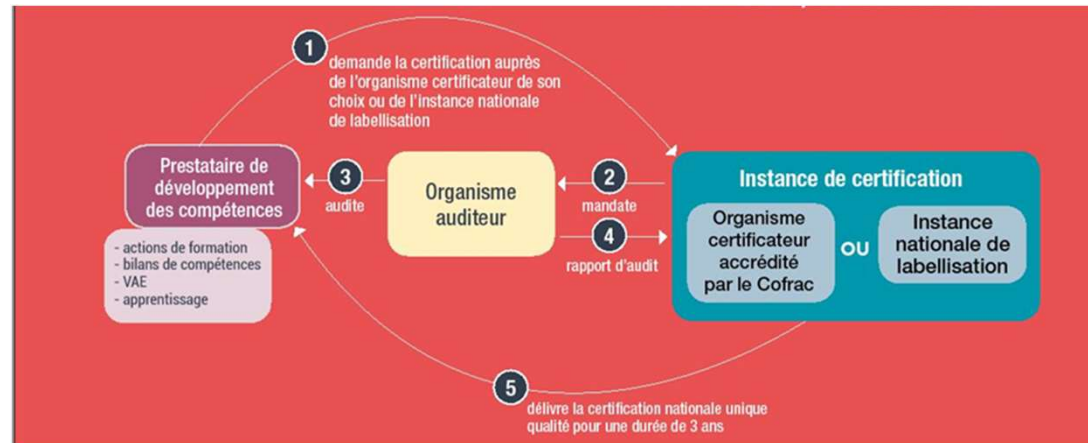 1
demande la certification auprès
de l'organisme certificateur de son
choix ou de l'instance nationale
de labellisation
Prestataire de
développement
des compétences
- actions de formation
- bilans de compétences
- VAE
- apprentissage
3
audite
Organisme
auditeur
2
mandate
4
rapport d'audit
Instance de certification
Organisme
certificateur
accrédité
par le Cofrac
OU
Instance
nationale de
labellisation
5
délivre la certification nationale unique
qualité pour une durée de 3 ans